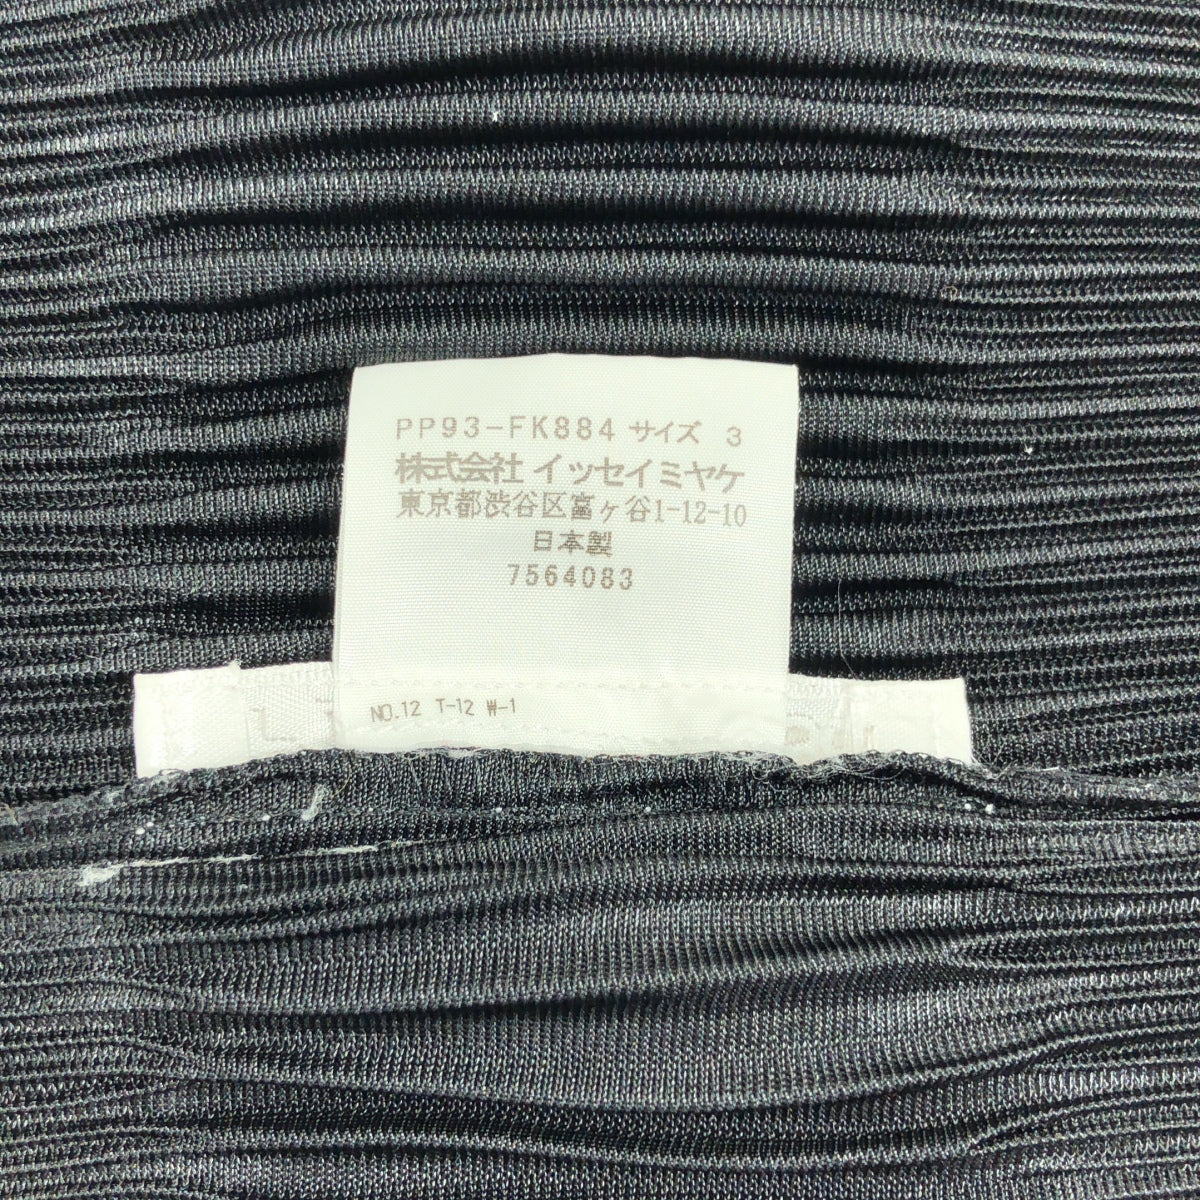 PP93-FK884 サイズ 3
株式会社 イッセイミヤケ
東京都渋谷区富ヶ谷1-12-10
日本製
7564083
NO.12 T-12 W-1